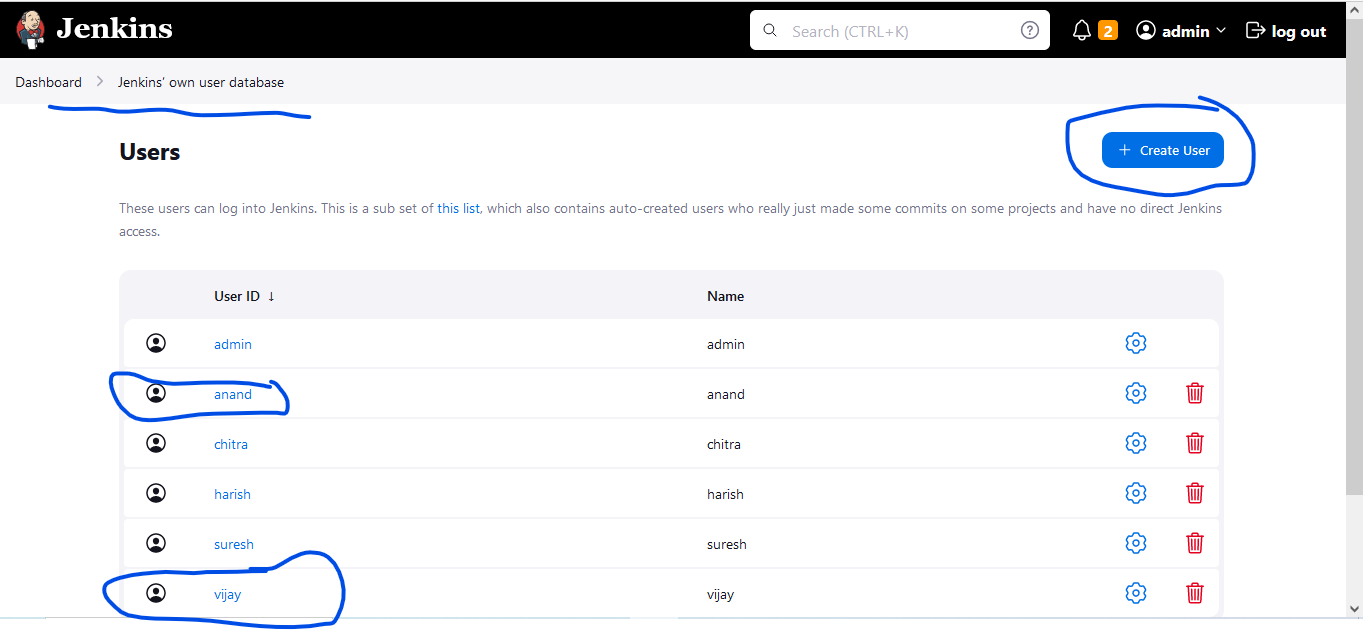 Jenkins Search (CTRL+K) 2 admin log out
Dashboard Jenkins’ own user database
Users
+ Create User
These users can log into Jenkins. This is a sub set of this list, which also contains auto-created users who really just made some commits on some projects and have no direct Jenkins
access.
User ID ↓ Name
admin admin
anand anand
chitra chitra
harish harish
suresh suresh
vijay vijay